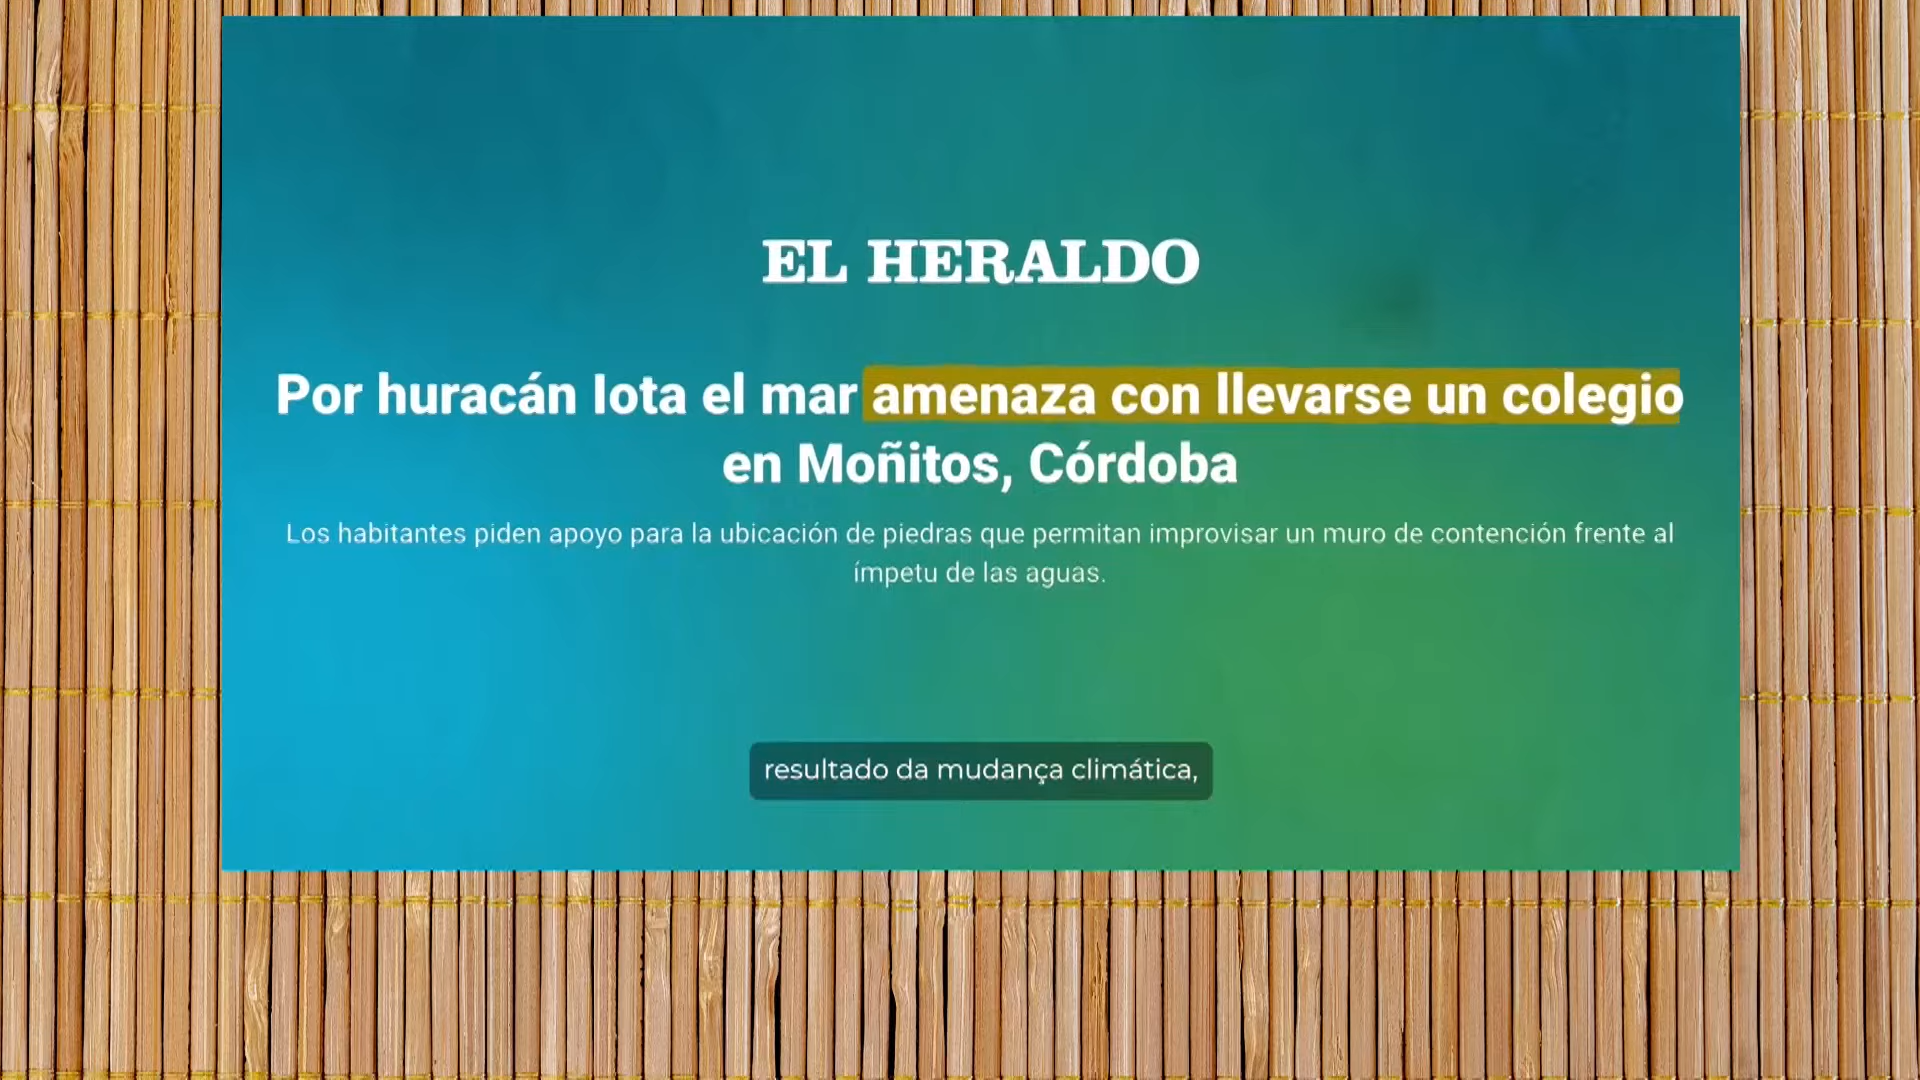 EL HERALDO
Por huracán Iota el mar amenaza con llevarse un colegio
en Moñitos, Córdoba
Los habitantes piden apoyo para la ubicación de piedras que permitan improvisar un muro de contención frente al
ímpetu de las aguas.
resultado da mudança climática,